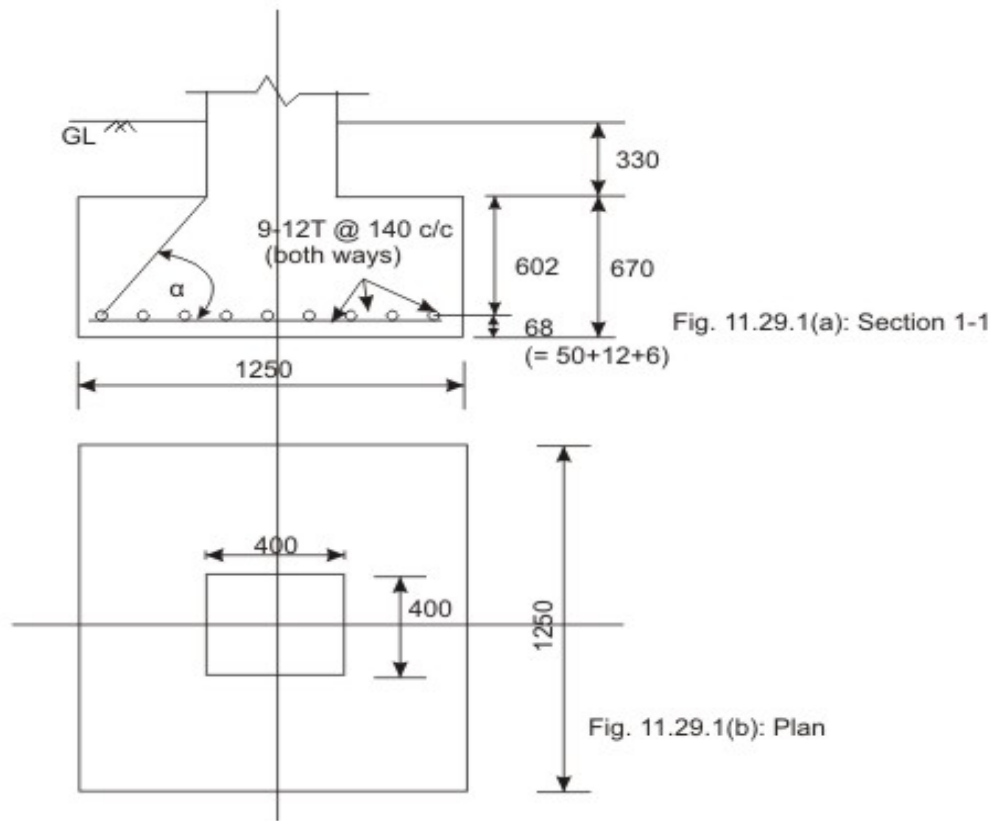 GL
330
9-12T @ 140 c/c
(both ways)
602
670
α
68
(= 50+12+6)
Fig. 11.29.1(a): Section 1-1
1250
400
400
1250
Fig. 11.29.1(b): Plan